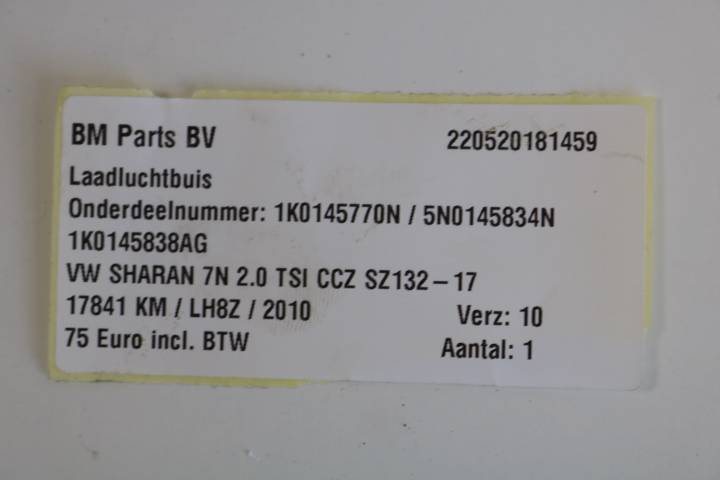 BM Parts BV 220520181459
Laadluchtbuis
Onderdeelnummer: 1K0145770N / 5N0145834N
1K0145838AG
VW SHARAN 7N 2.0 TSI CCZ SZ132-17
17841 KM / LH8Z / 2010 Verz: 10
75 Euro incl. BTW Aantal: 1